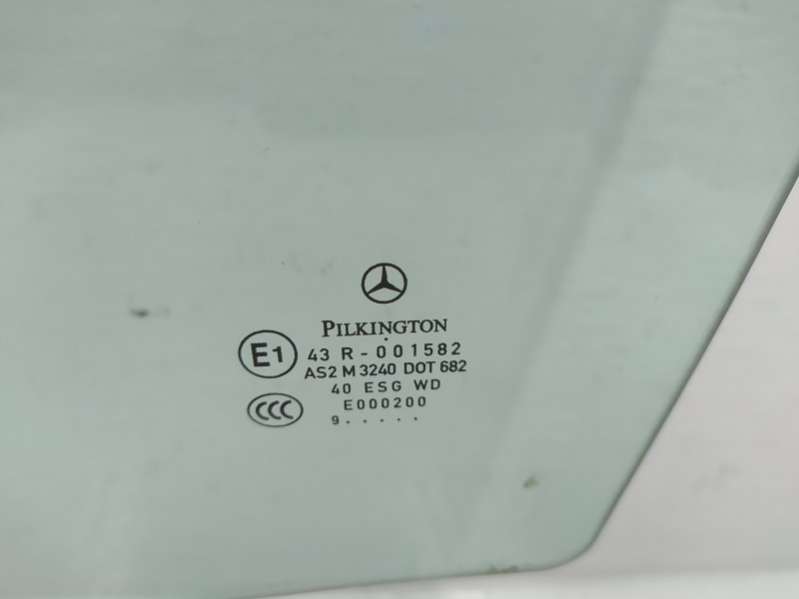 PILKINGTON
E1 43 R - 001582
AS2 M 3240 DOT 682
40 ESG WD
CCC E000200
9 . . . . .